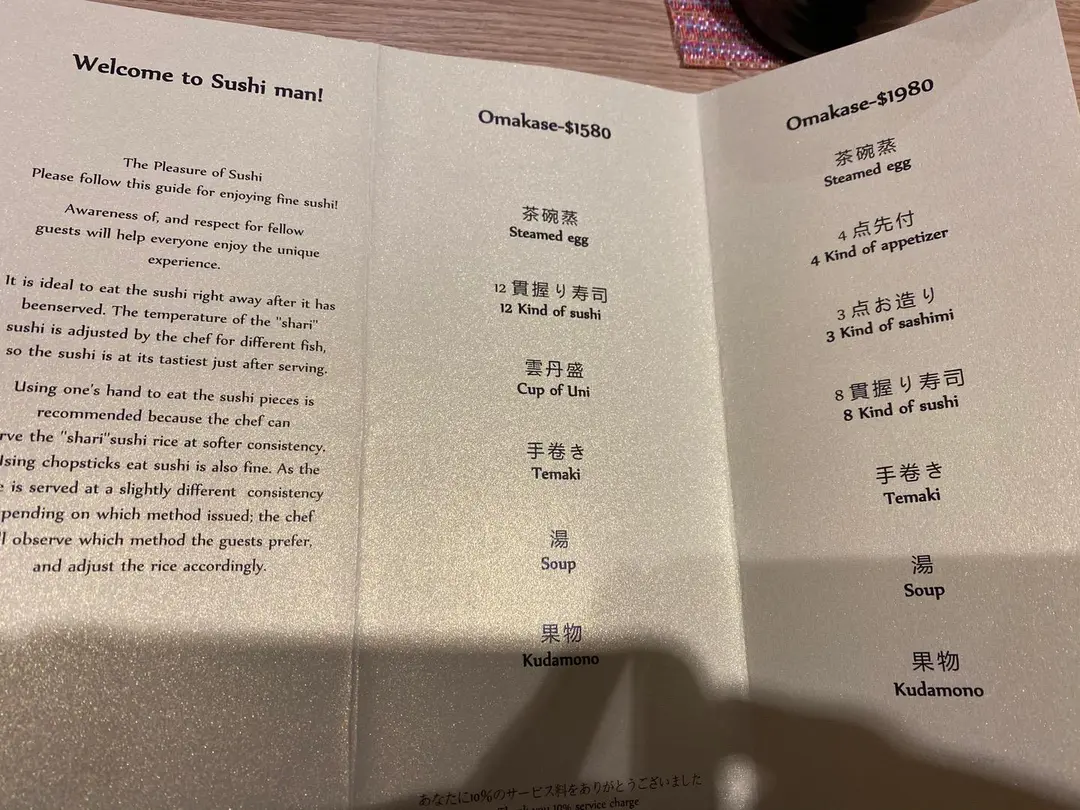 Welcome to Sushi man!
The Pleasure of Sushi
Please follow this guide for enjoying fine sushi!
Awareness of, and respect for fellow
guests will help everyone enjoy the unique
experience.
It is ideal to eat the sushi right away after it has
beenserved. The temperature of the "shari"
sushi is adjusted by the chef for different fish,
so the sushi is at its tastiest just after serving.
Using one's hand to eat the sushi pieces is
recommended because the chef can
rve the "shari"sushi rice at softer consistency.
Using chopsticks eat sushi is also fine. As the
e is served at a slightly different consistency
pending on which method issued; the chef
l observe which method the guests prefer,
and adjust the rice accordingly.
Omakase-$1580
茶碗蒸
Steamed egg
12 貫握り寿司
12 Kind of sushi
雲丹盛
Cup of Uni
手巻き
Temaki
湯
Soup
果物
Kudamono
あなたに10%のサービス料をありがとうございました
Thank you 10% service charge
Omakase-$1980
茶碗蒸
Steamed egg
4 点先付
4 Kind of appetizer
3 点お造り
3 Kind of sashimi
8 貫握り寿司
8 Kind of sushi
手巻き
Temaki
湯
Soup
果物
Kudamono